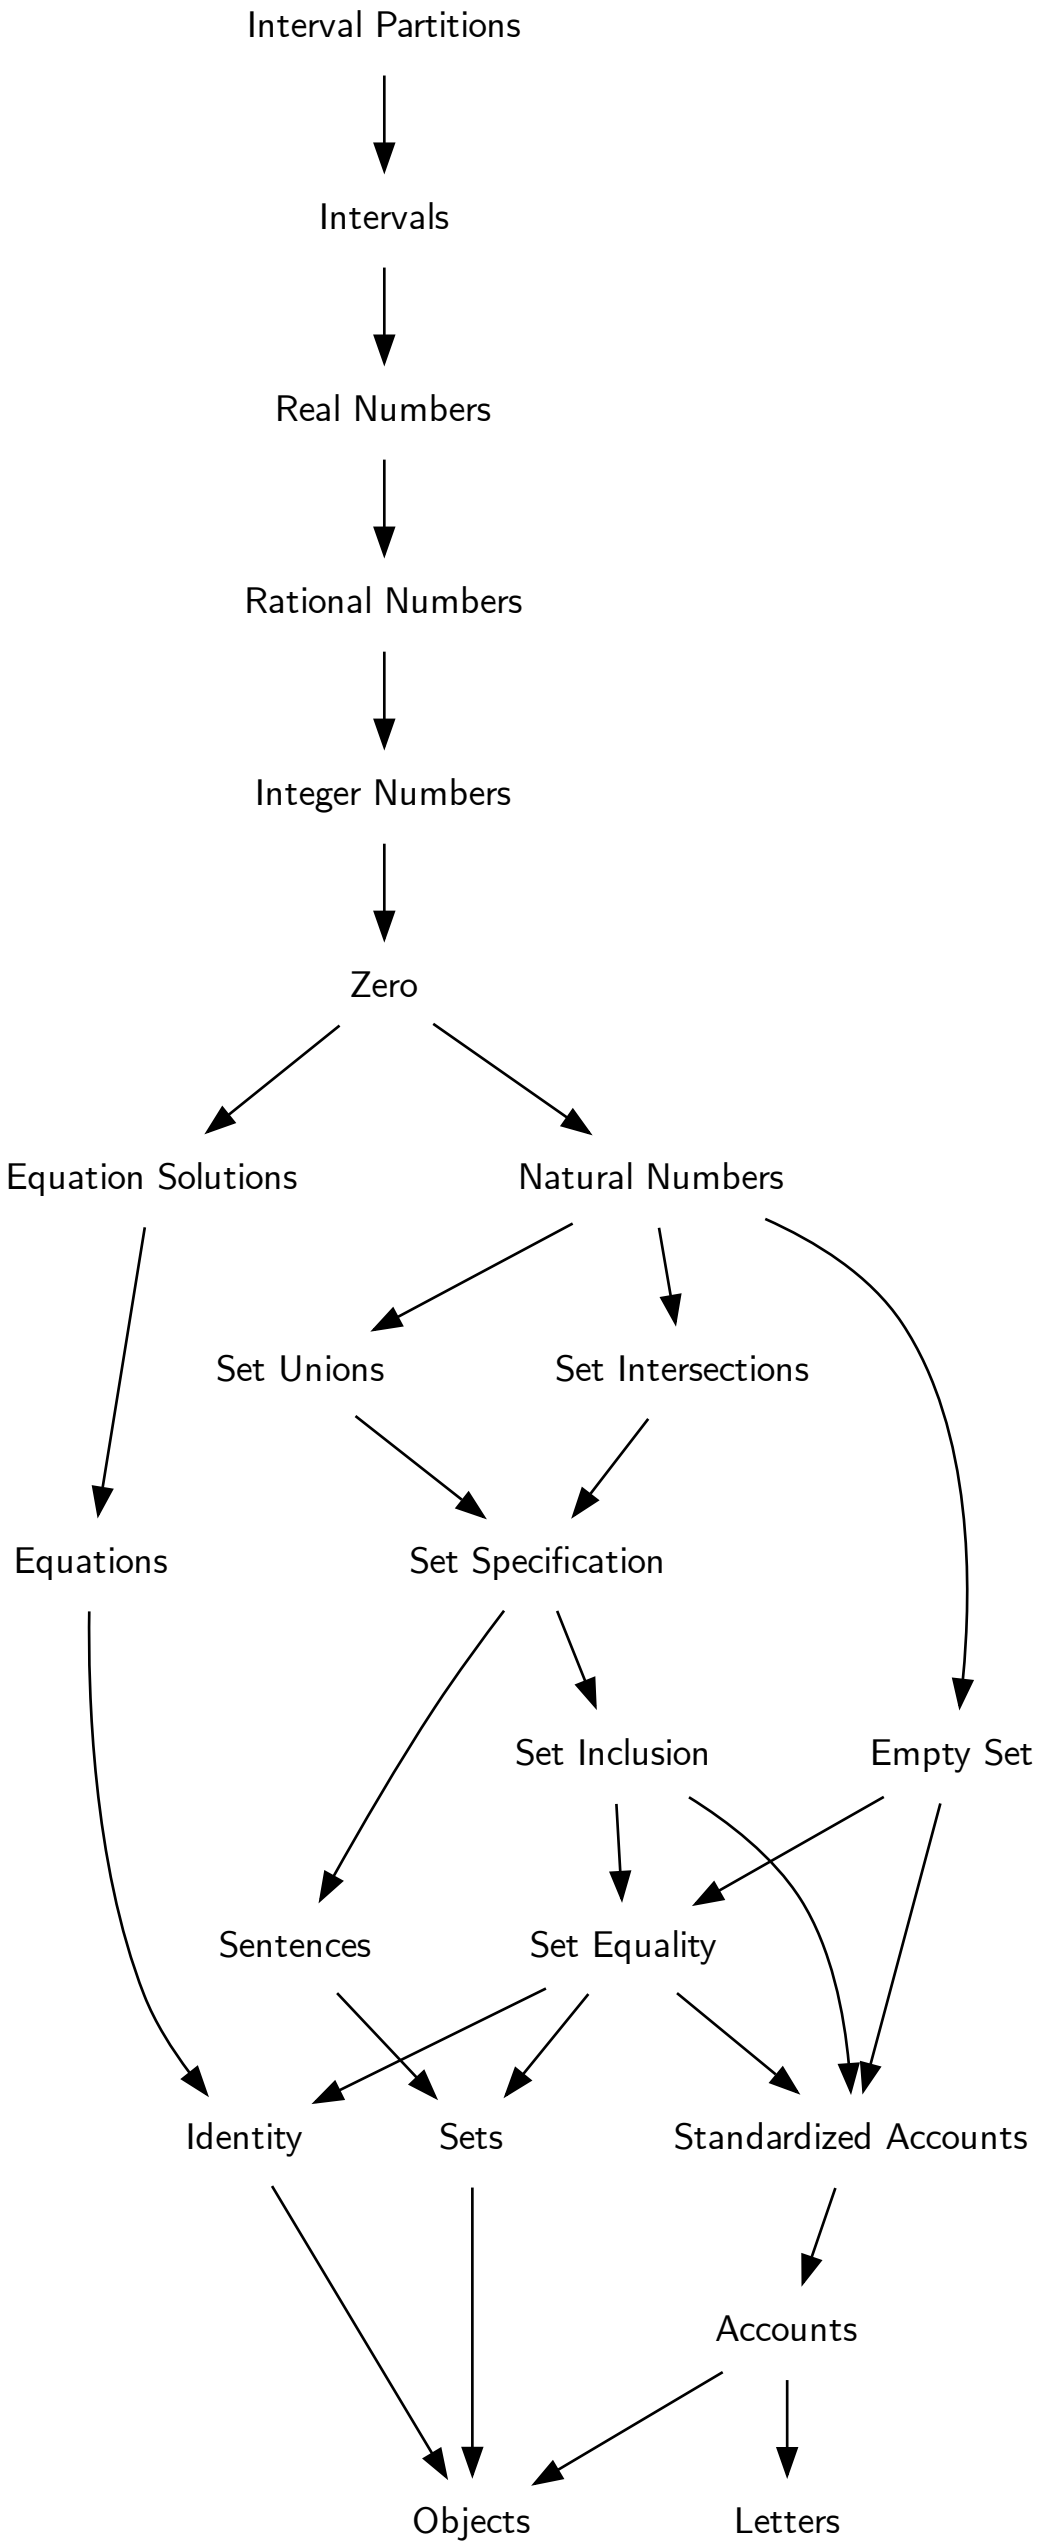 Interval Partitions
Intervals
Real Numbers
Rational Numbers
Integer Numbers
Zero
Equation Solutions
Natural Numbers
Set Unions
Set Intersections
Equations
Set Specification
Set Inclusion
Empty Set
Sentences
Set Equality
Identity
Sets
Standardized Accounts
Accounts
Objects
Letters